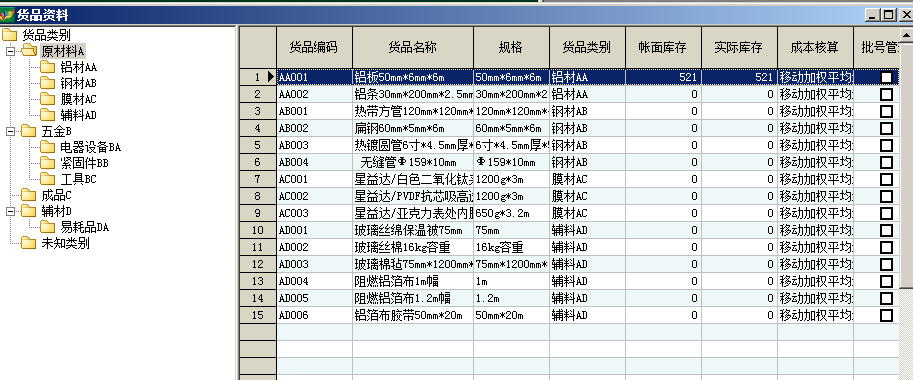 货品资料
货品类别
原材料A
铝材AA
钢材AB
膜材AC
辅料AD
五金B
电器设备BA
紧固件BB
工具BC
成品C
辅材D
易耗品DA
未知类别
货品编码 货品名称 规格 货品类别 帐面库存 实际库存 成本核算 批号管
1 AA001 铝板50mm*6mm*6m 50mm*6mm*6m 铝材AA 521 521 移动加权平均
2 AA002 铝条30mm*200mm*2.5m 30mm*200mm*2 铝材AA 0 0 移动加权平均
3 AB001 热带方管120mm*120mm* 120mm*120mm* 钢材AB 0 0 移动加权平均
4 AB002 扁钢60mm*5mm*6m 60mm*5mm*6m 钢材AB 0 0 移动加权平均
5 AB003 热镀圆管6寸*4.5mm厚* 6寸*4.5mm厚* 钢材AB 0 0 移动加权平均
6 AB004 无缝管Φ159*10mm Φ159*10mm 钢材AB 0 0 移动加权平均
7 AC001 星益达/白色二氧化钛 1200g*3m 膜材AC 0 0 移动加权平均
8 AC002 星益达/PVDF抗芯吸高 1200g*3m 膜材AC 0 0 移动加权平均
9 AC003 星益达/亚克力表处内 650g*3.2m 膜材AC 0 0 移动加权平均
10 AD001 玻璃丝绵保温被75mm 75mm 辅料AD 0 0 移动加权平均
11 AD002 玻璃丝棉16kg容重 16kg容重 辅料AD 0 0 移动加权平均
12 AD003 玻璃棉毡75mm*1200mm* 75mm*1200mm* 辅料AD 0 0 移动加权平均
13 AD004 阻燃铝箔布1m幅 1m 辅料AD 0 0 移动加权平均
14 AD005 阻燃铝箔布1.2m幅 1.2m 辅料AD 0 0 移动加权平均
15 AD006 铝箔布胶带50mm*20m 50mm*20m 辅料AD 0 0 移动加权平均